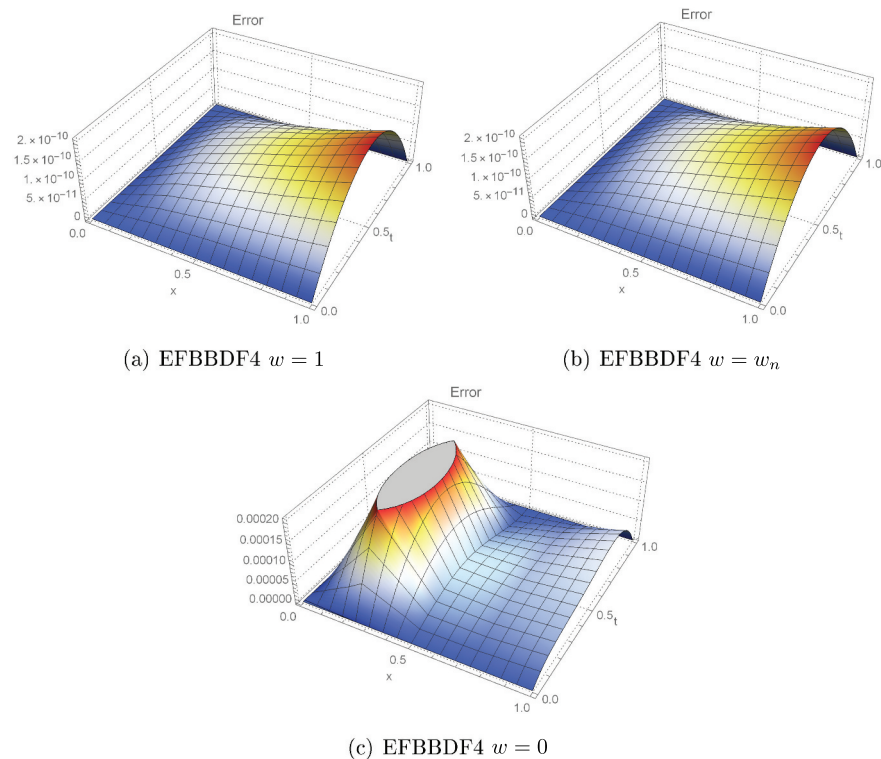 Error
2. × 10⁻¹⁰
1.5 × 10⁻¹⁰
1. × 10⁻¹⁰
5. × 10⁻¹¹
0
0.0
0.5
x
1.0
0.0
0.5
t
1.0
(a) EFBBDF4 w = 1
Error
2. × 10⁻¹⁰
1.5 × 10⁻¹⁰
1. × 10⁻¹⁰
5. × 10⁻¹¹
0
0.0
0.5
x
1.0
0.0
0.5
t
1.0
(b) EFBBDF4 w = wₙ
Error
0.00020
0.00015
0.00010
0.00005
0.00000
0.0
0.5
x
1.0
0.0
0.5
t
1.0
(c) EFBBDF4 w = 0